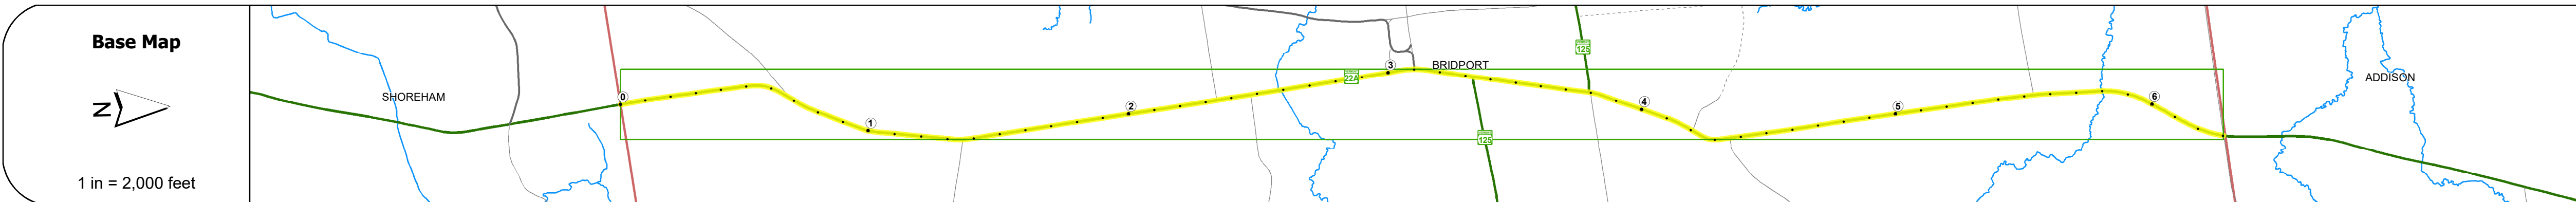 Base Map
N
1 in = 2,000 feet
SHOREHAM
0
1
2
22A
3
BRIDPORT
125
125
4
5
6
ADDISON